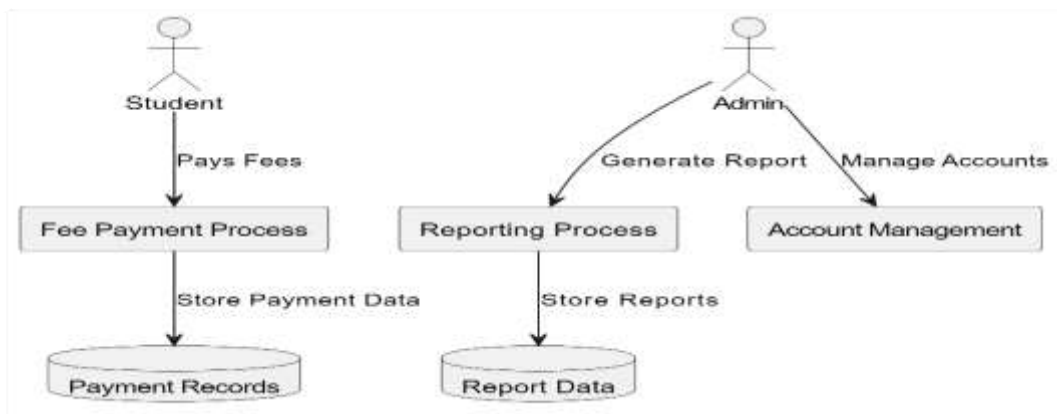 Student
Admin
Pays Fees
Generate Report
Manage Accounts
Fee Payment Process
Reporting Process
Account Management
Store Payment Data
Store Reports
Payment Records
Report Data